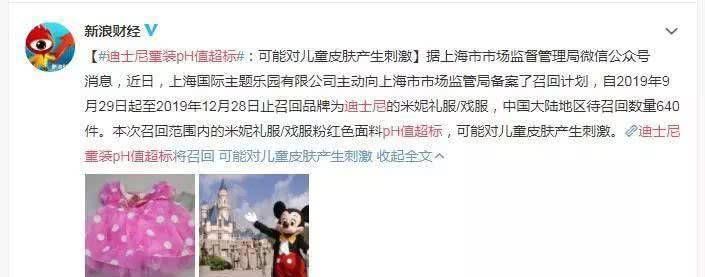 新浪财经
【#迪士尼童装pH值超标#：可能对儿童皮肤产生刺激】据上海市市场监督管理局微信公众号
消息，近日，上海国际主题乐园有限公司主动向上海市市场监管局备案了召回计划，自2019年9
月29日起至2019年12月28日止召回品牌为迪士尼的米妮礼服/戏服，中国大陆地区待召回数量640
件。本次召回范围内的米妮礼服/戏服粉红色面料pH值超标，可能对儿童皮肤产生刺激。迪士尼
童装pH值超标将召回 可能对儿童皮肤产生刺激 收起全文